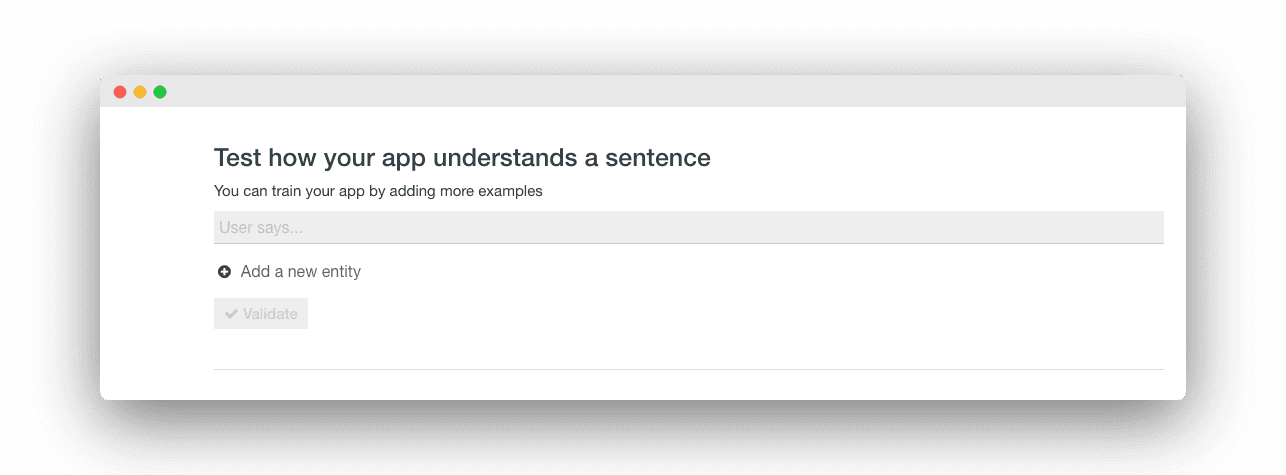 Test how your app understands a sentence
You can train your app by adding more examples
User says...
Add a new entity
Validate